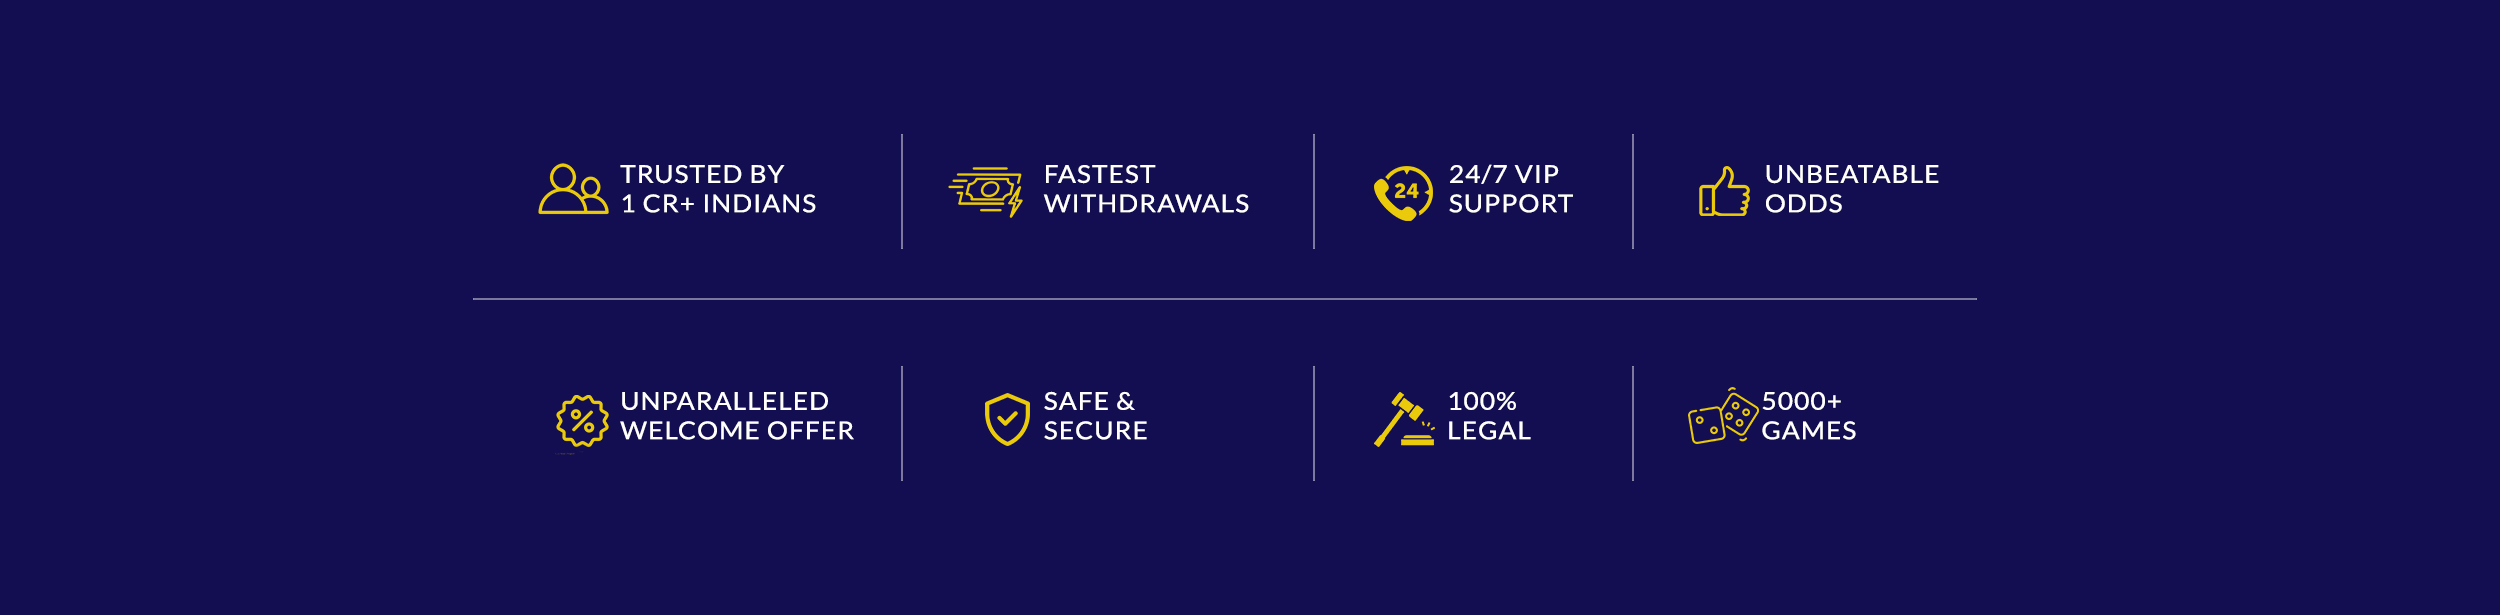 TRUSTED BY
1 CR+ INDIANS
FASTEST
WITHDRAWALS
24
24/7 VIP
SUPPORT
UNBEATABLE
ODDS
UNPARALLELED
WELCOME OFFER
SAFE &
SECURE
100%
LEGAL
5000+
GAMES